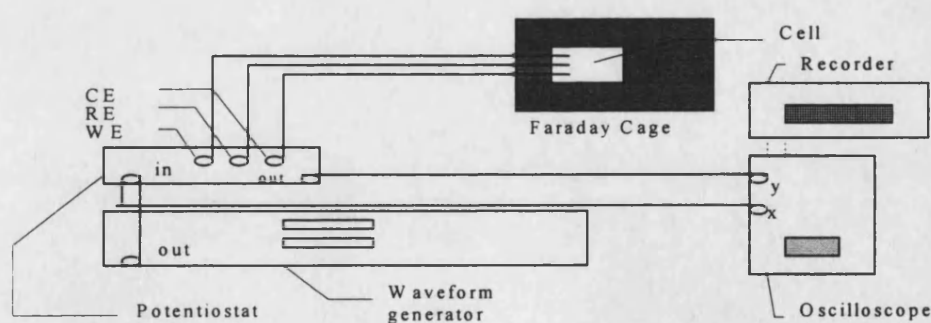 Cell
Recorder
CE
RE
WE
Faraday Cage
in
out
y
x
out
Waveform
generator
Potentiostat
Oscilloscope